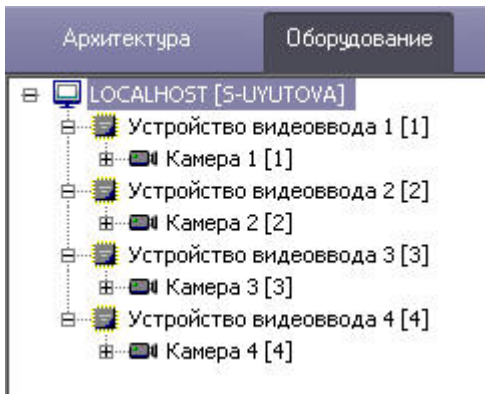 Архитектура Оборудование
LOCALHOST [S-UYUTOVA]
Устройство видеоввода 1 [1]
Камера 1 [1]
Устройство видеоввода 2 [2]
Камера 2 [2]
Устройство видеоввода 3 [3]
Камера 3 [3]
Устройство видеоввода 4 [4]
Камера 4 [4]